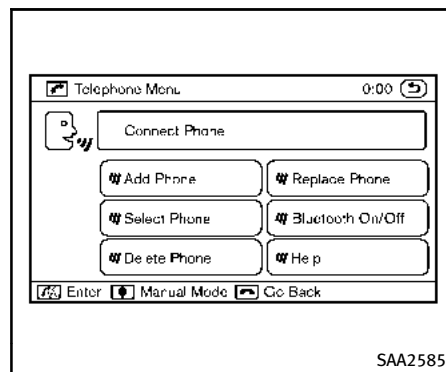 Telephone Menu 0:00
Connect Phone
Add Phone Replace Phone
Select Phone Bluetooth On/Off
Delete Phone Help
Enter Manual Mode Go Back
SAA2585